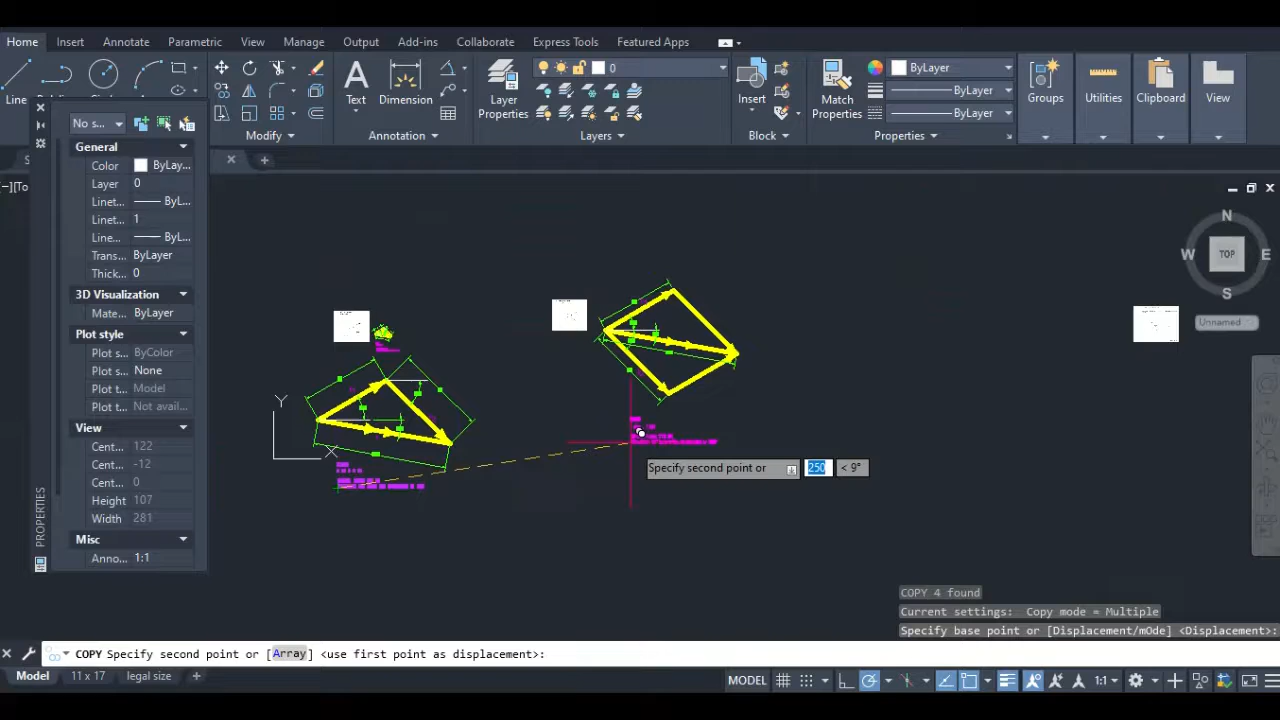 Home Insert Annotate Parametric View Manage Output Add-ins Collaborate Express Tools Featured Apps
0
ByLayer
ByLayer
ByLayer
Line
Text
Dimension
Layer
Properties
Insert
Match
Properties
Groups
Utilities
Clipboard
View
Modify
Annotation
Layers
Block
Properties
No s...
General
Color ByLay...
Layer 0
Linet... ByL...
Linet... 1
Line... ByL...
Trans... ByLayer
Thick... 0
3D Visualization
Mate... ByLayer
Plot style
Plot s... ByColor
Plot s... None
Plot t... Model
Plot t... Not avail...
View
Cent... 122
Cent... -12
Cent... 0
Height 107
Width 281
Misc
Anno... 1:1
PROPERTIES
[−][To
N
W TOP E
S
Unnamed
Y
X
Specify second point or 250 < 9°
COPY 4 found
Current settings: Copy mode = Multiple
Specify base point or [Displacement/mOde] <Displacement>:
COPY Specify second point or [Array] <use first point as displacement>:
Model 11 x 17 legal size +
MODEL 1:1